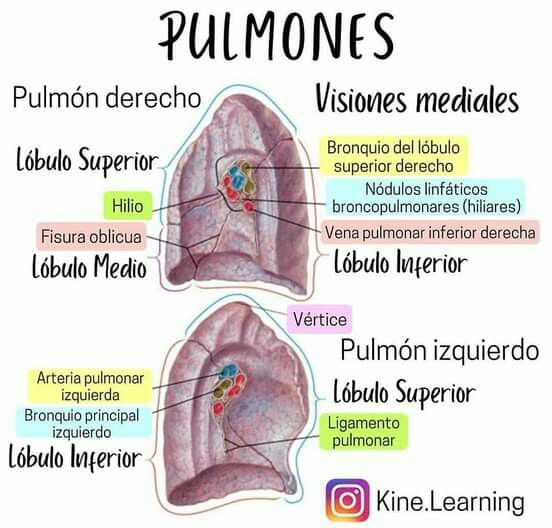 PULMONES
Pulmón derecho
Visiones mediales
Lóbulo Superior
Bronquio del lóbulo
superior derecho
Nódulos linfáticos
broncopulmonares (hiliares)
Hilio
Vena pulmonar inferior derecha
Fisura oblicua
Lóbulo Medio
Lóbulo Inferior
Vértice
Pulmón izquierdo
Arteria pulmonar
izquierda
Lóbulo Superior
Bronquio principal
izquierdo
Ligamento
pulmonar
Lóbulo Inferior
Kine.Learning